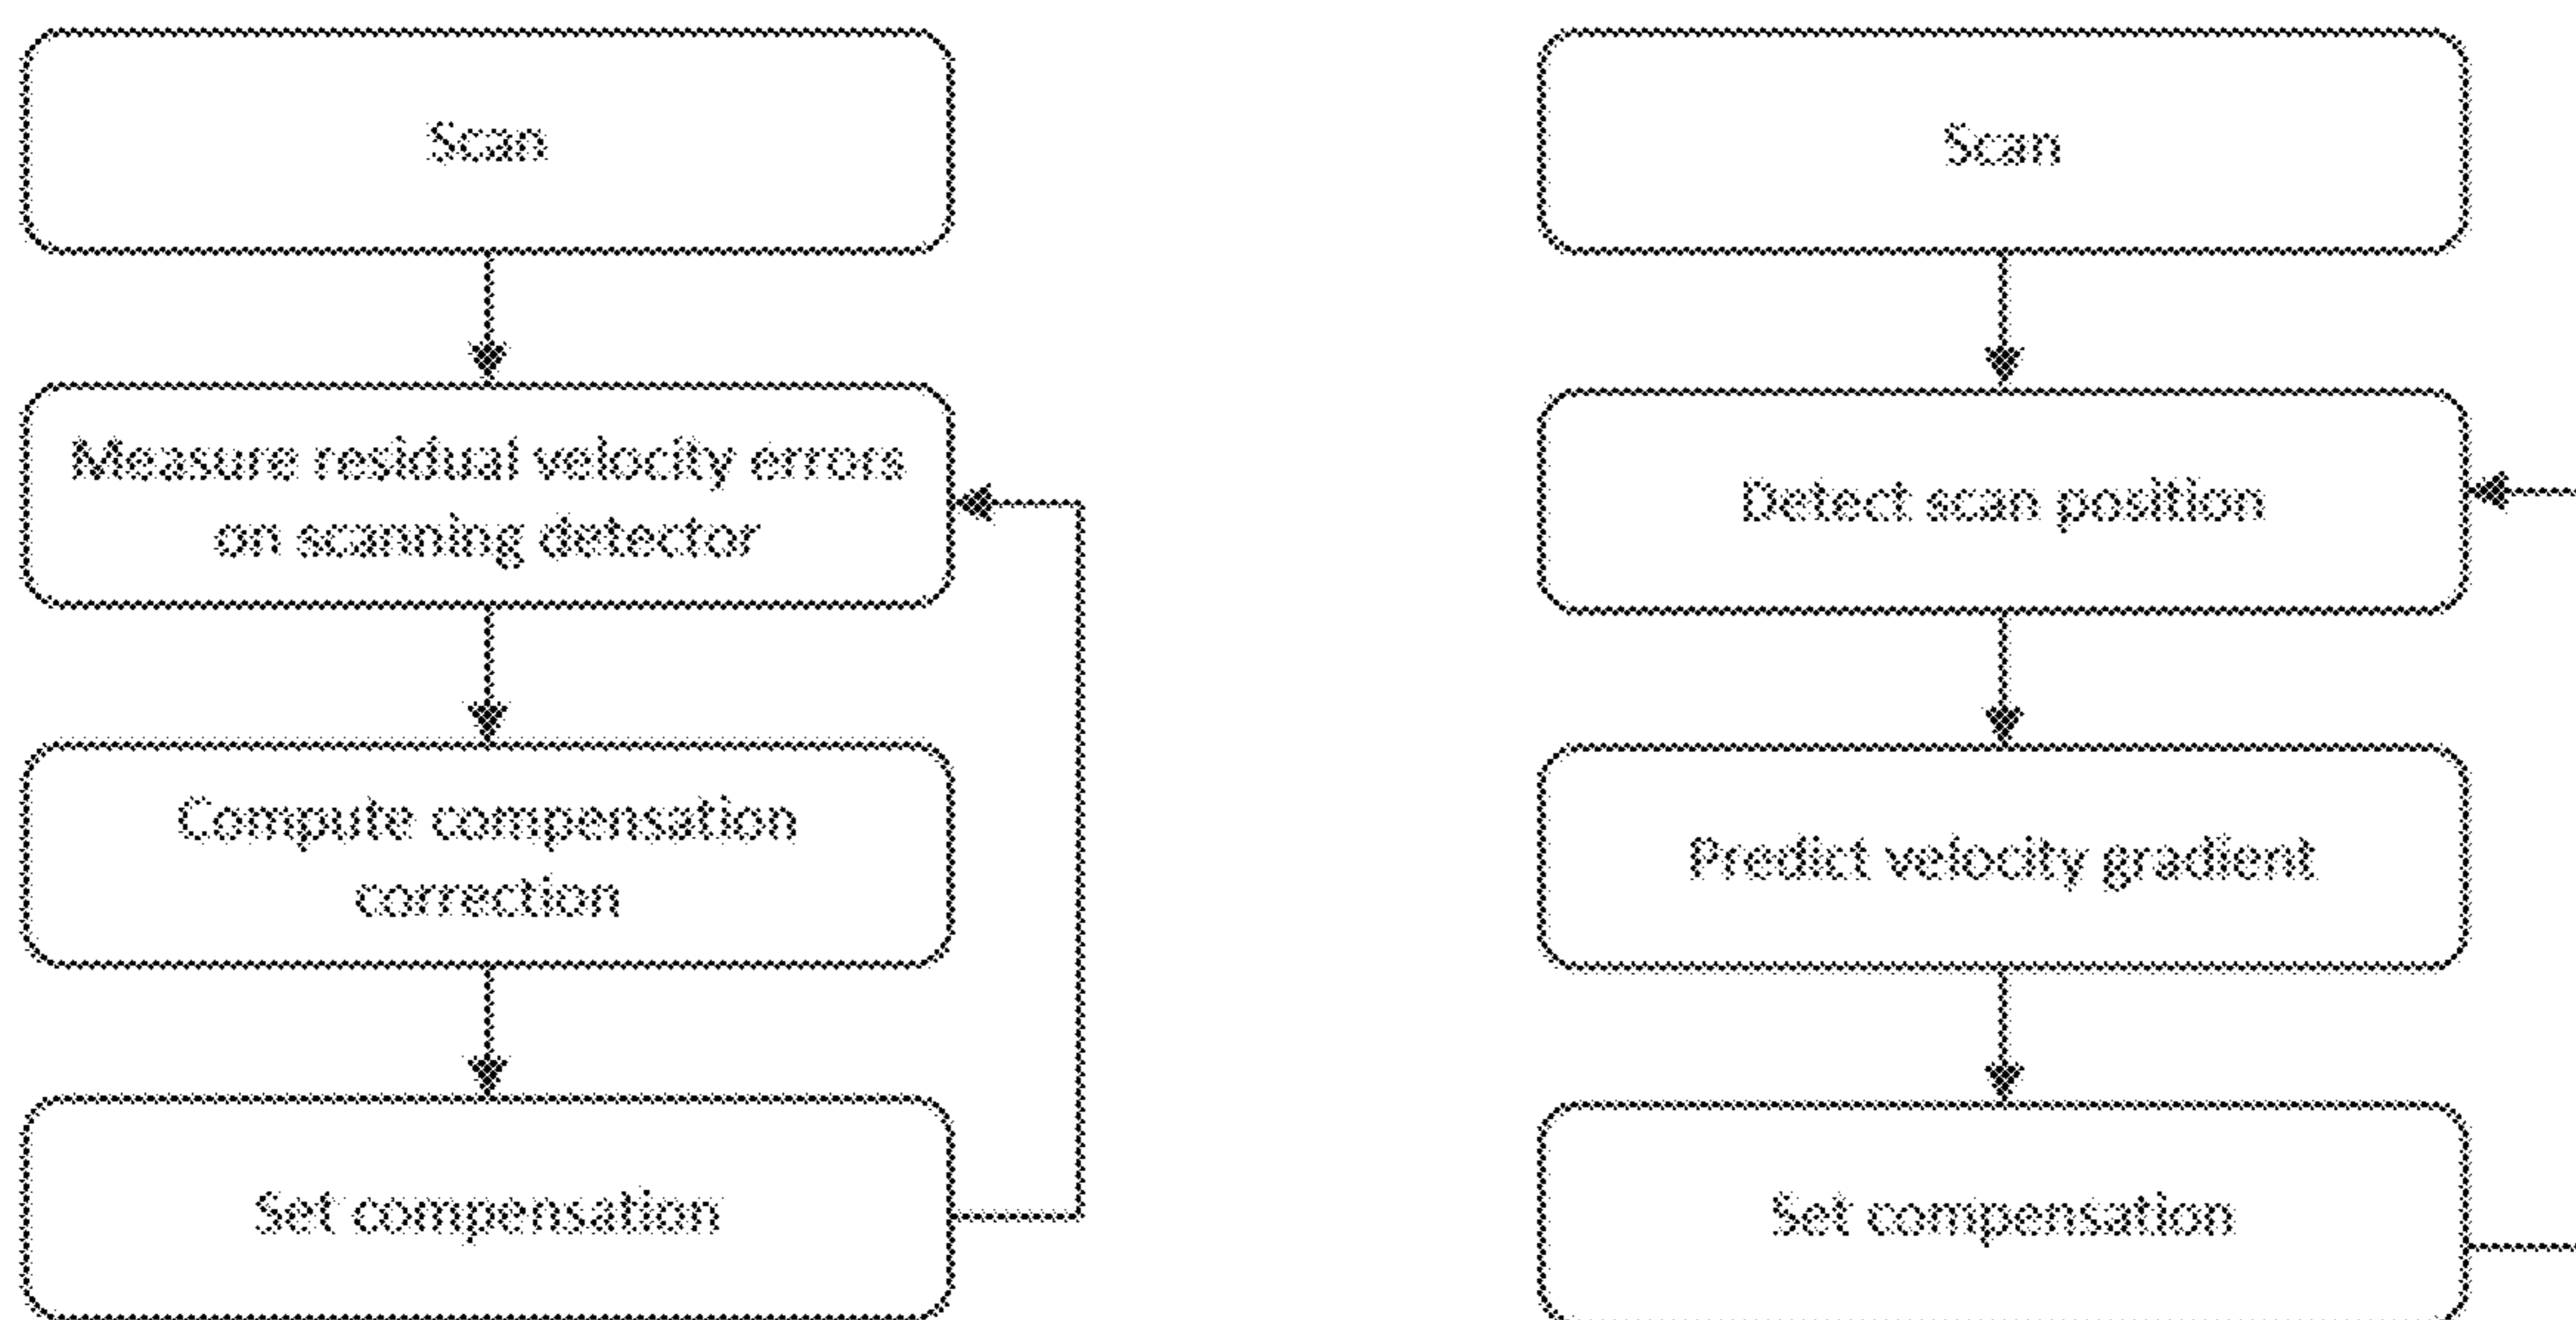 Scan
Measure residual velocity errors
on scanning detector
Compute compensation
correction
Set compensation
Scan
Detect scan position
Predict velocity gradient
Set compensation